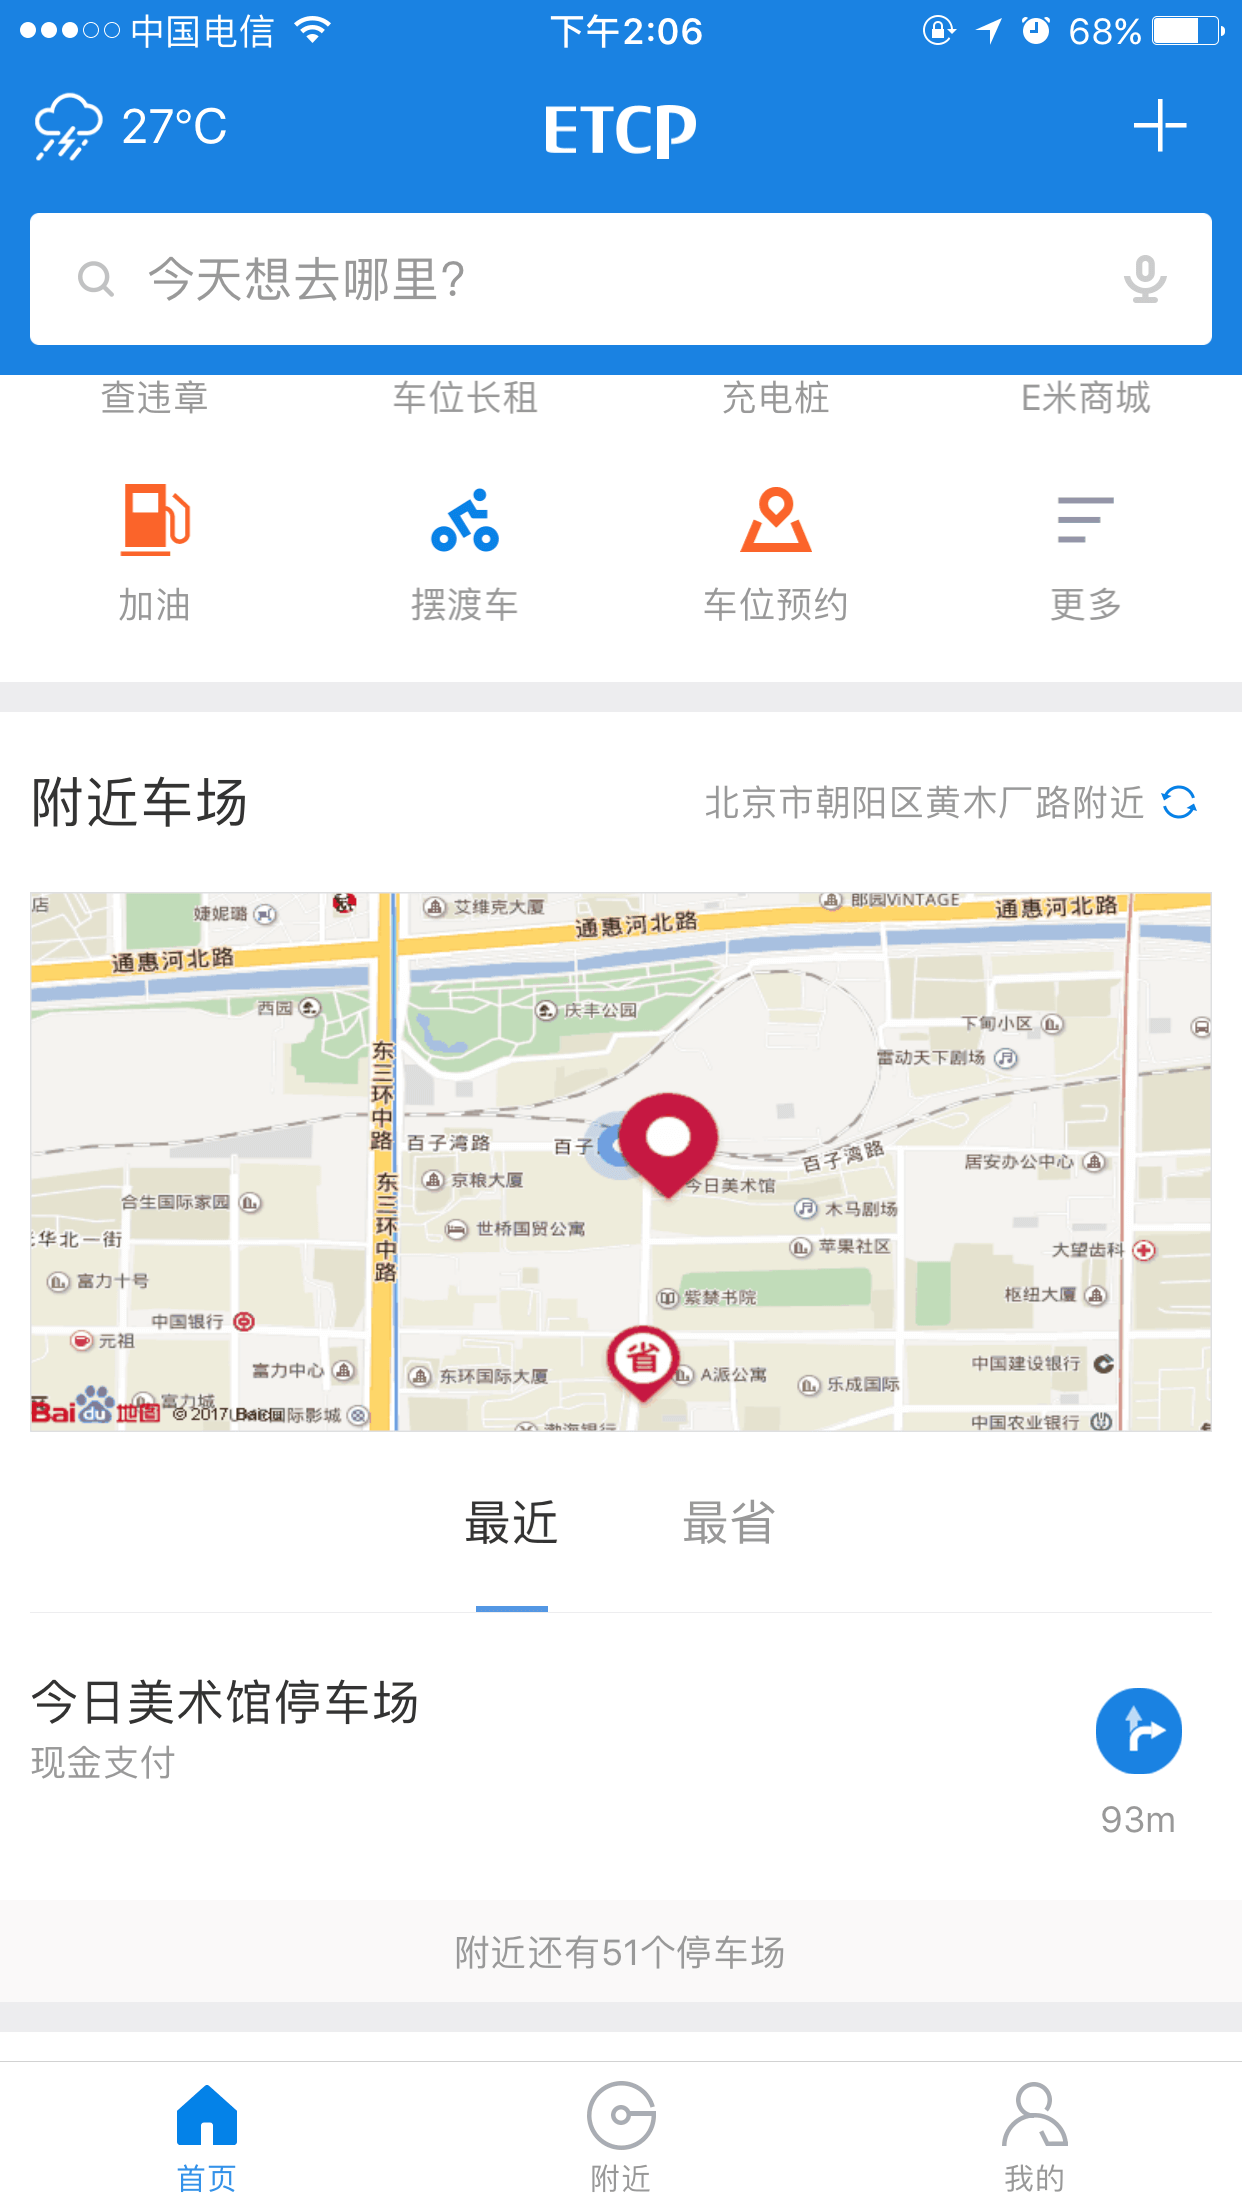 中国电信 下午2:06 68%
27°C ETCP
今天想去哪里?
查违章 车位长租 充电桩 E米商城
加油 摆渡车 车位预约 更多
附近车场 北京市朝阳区黄木厂路附近
店 婕妮璐 艾维克大厦 郎园ViNTAGE 通惠河北路
通惠河北路
通惠河北路
西园 庆丰公园
下甸小区
雷动天下剧场
东三环中路
百子湾路 百子
百子湾路
居安办公中心
京粮大厦 今日美术馆
东三环中路
合生国际家园 木马剧场
世桥国贸公寓
华北一街 苹果社区 大望齿科
富力十号 紫禁书院 枢纽大厦
中国银行
元祖
省
富力中心 东环国际大厦 A派公寓 乐成国际 中国建设银行
富力城
Bai du 地图 © 2017 Baidu 国际影城
渤海银行 中国农业银行
最近 最省
今日美术馆停车场
现金支付
93m
附近还有51个停车场
首页 附近 我的